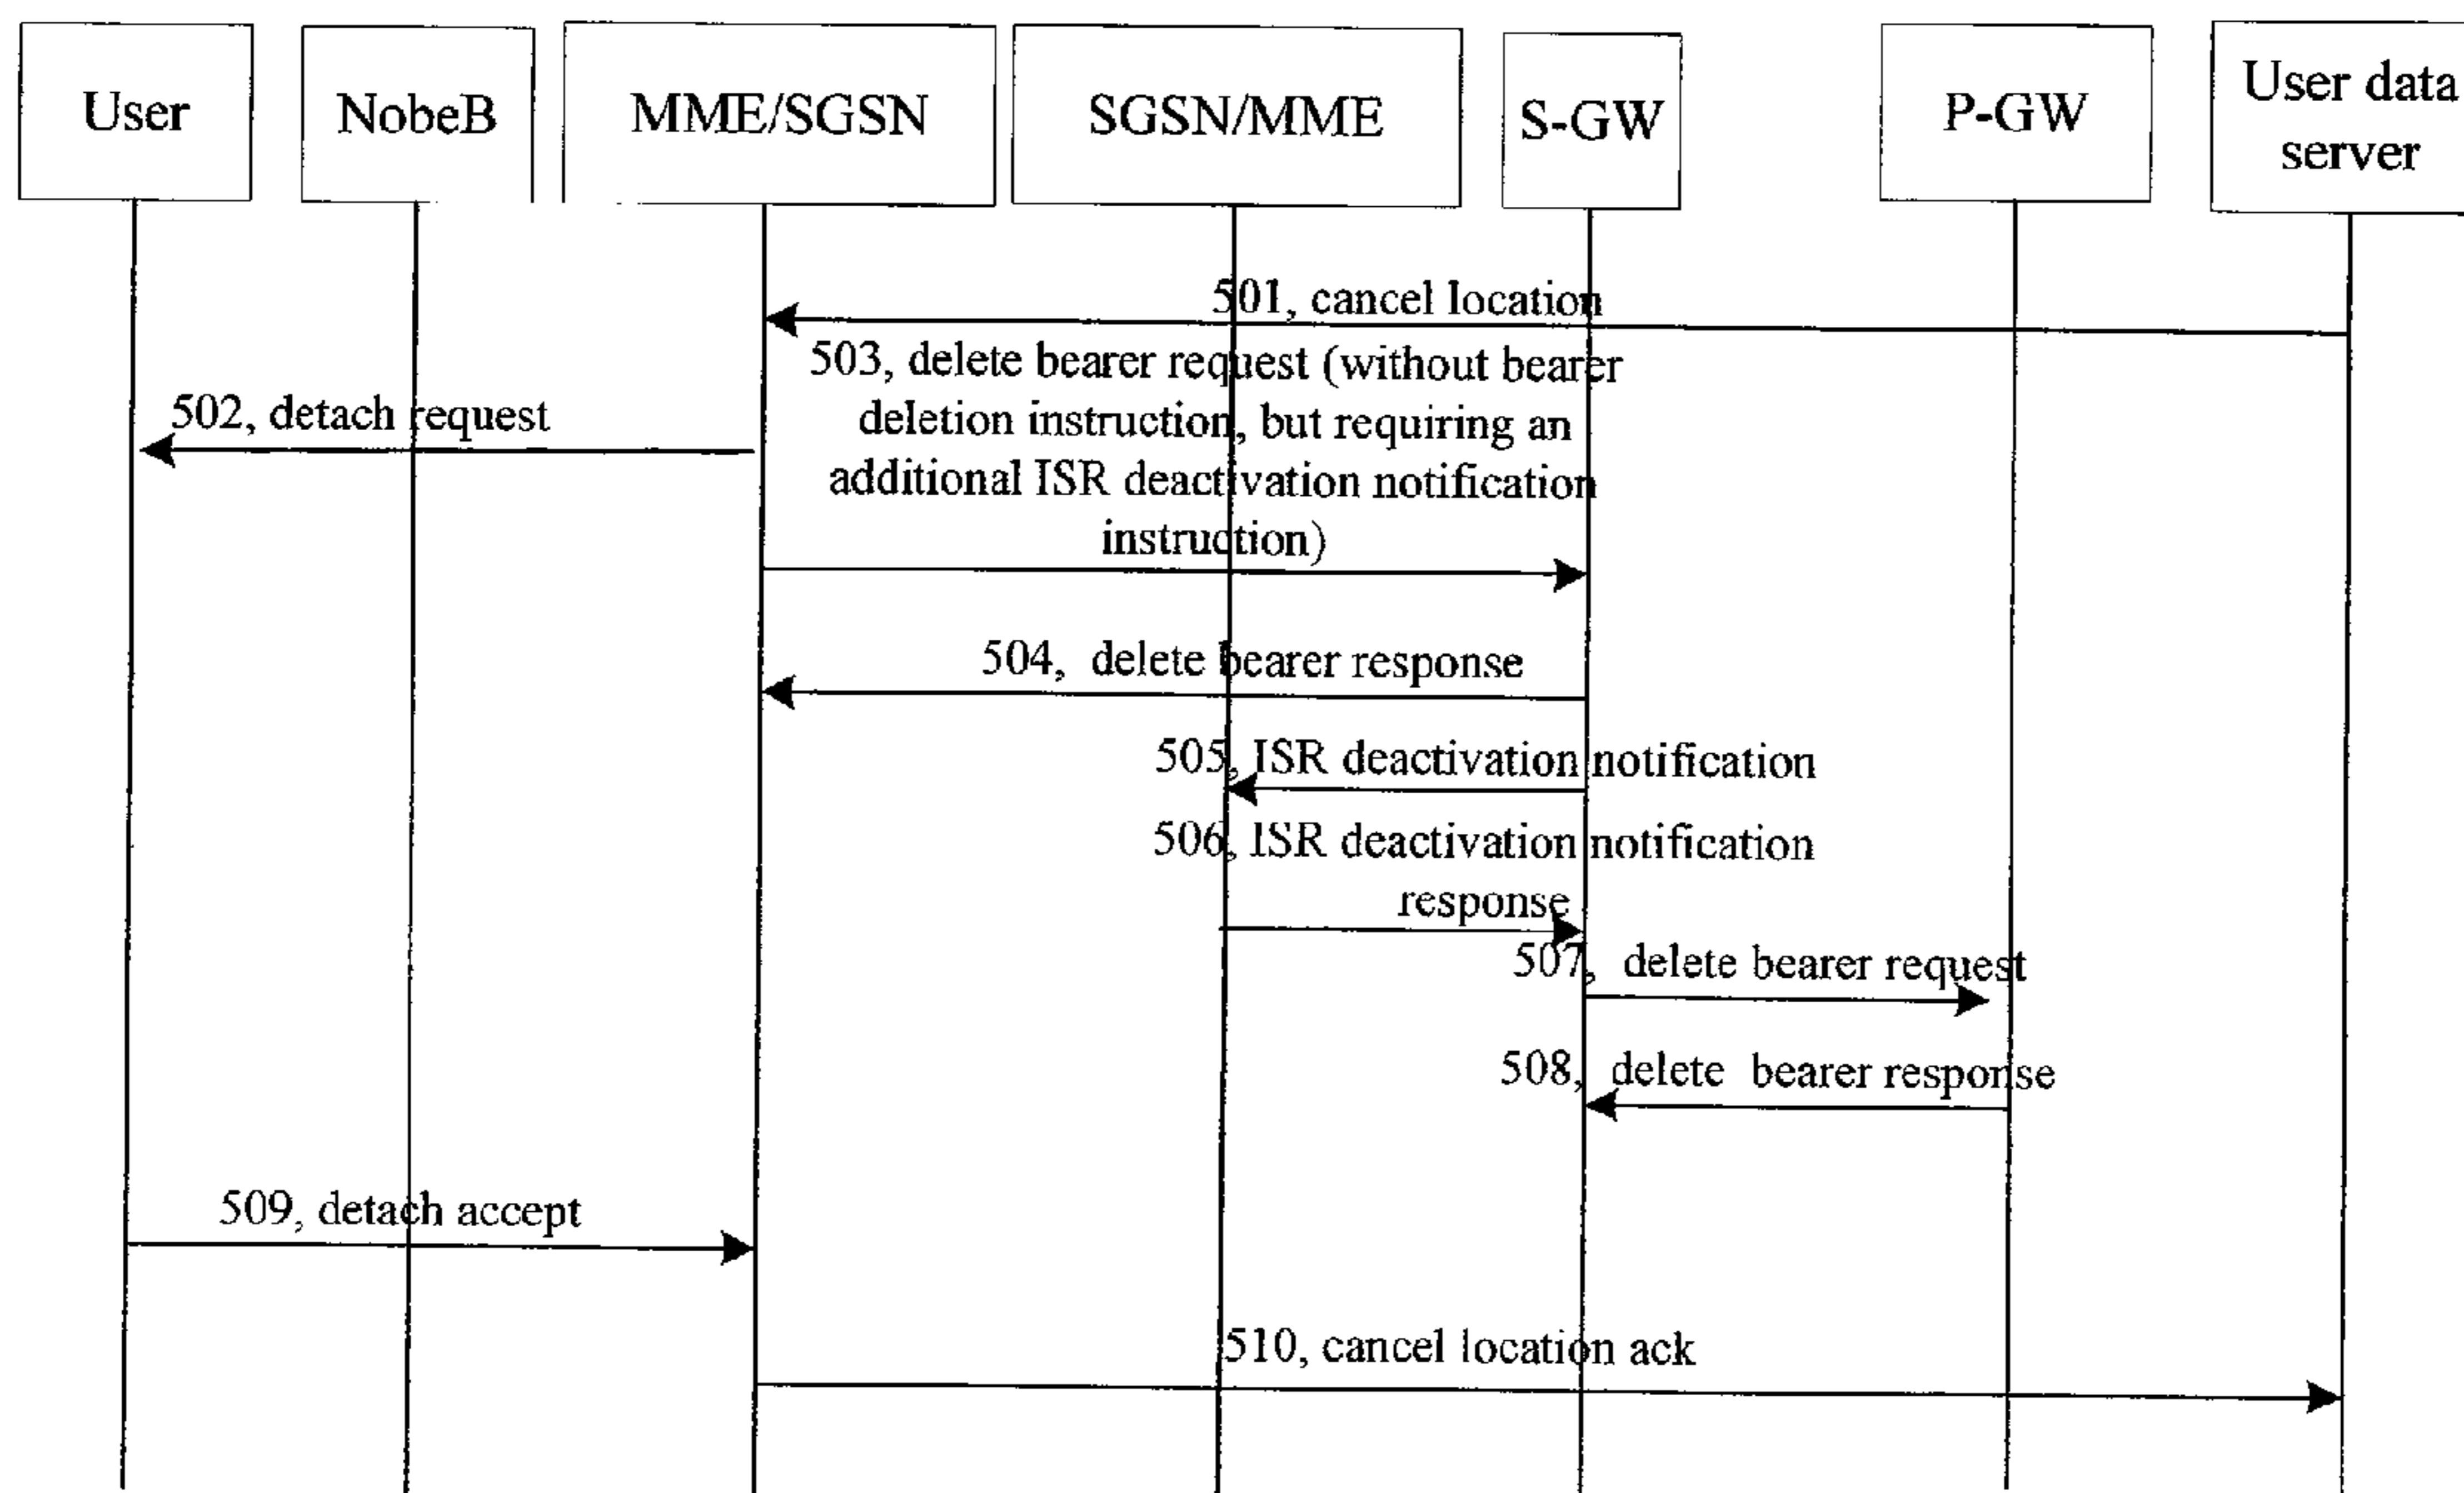 User
NobeB
MME/SGSN
SGSN/MME
S-GW
P-GW
User data
server
501, cancel location
503, delete bearer request (without bearer
deletion instruction, but requiring an
additional ISR deactivation notification
instruction)
502, detach request
504, delete bearer response
505, ISR deactivation notification
506, ISR deactivation notification
response
507, delete bearer request
508, delete bearer response
509, detach accept
510, cancel location ack